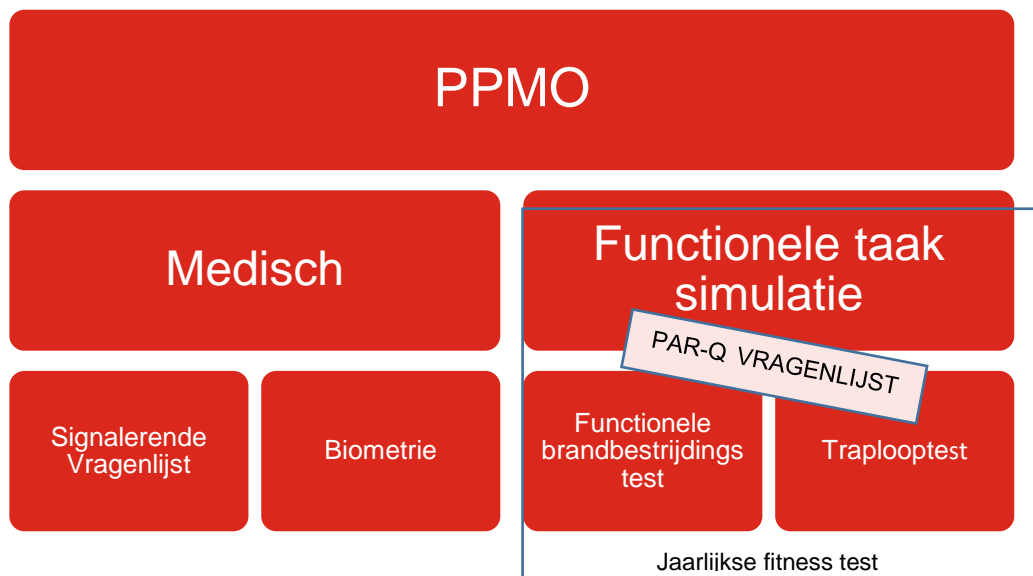 PPMO
Medisch
Functionele taak
simulatie
PAR-Q VRAGENLIJST
Signalerende
Vragenlijst
Biometrie
Functionele
brandbestrijdings
test
Traplooptest
Jaarlijkse fitness test